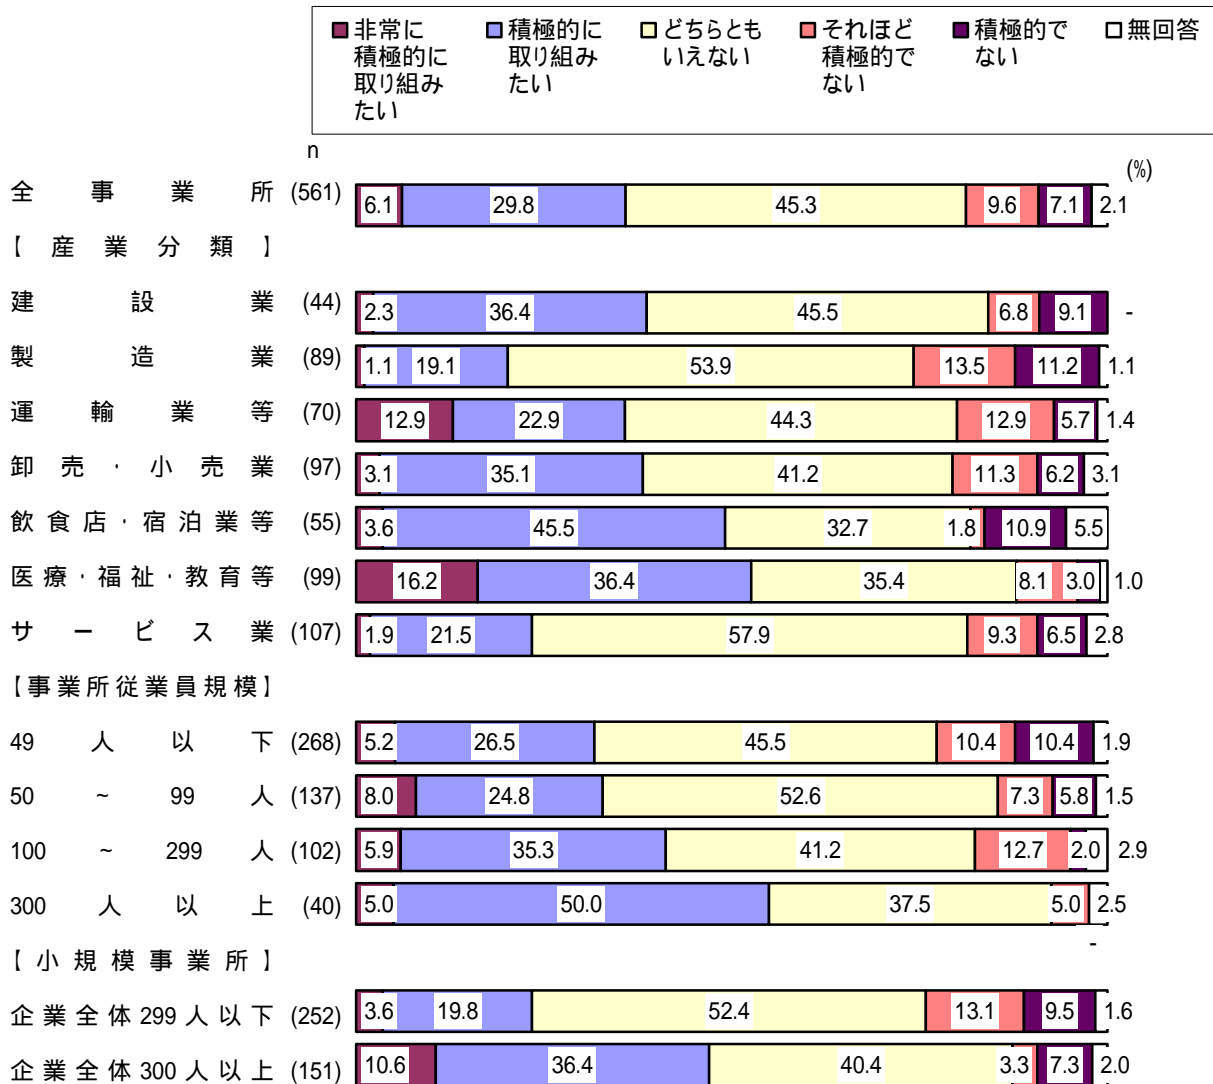 非常に積極的に取り組みたい
積極的に取り組みたい
どちらともいえない
それほど積極的でない
積極的でない
無回答
n
(%)
全事業所 (561) 6.1 29.8 45.3 9.6 7.1 2.1
【産業分類】
建設業 (44) 2.3 36.4 45.5 6.8 9.1 -
製造業 (89) 1.1 19.1 53.9 13.5 11.2 1.1
運輸業等 (70) 12.9 22.9 44.3 12.9 5.7 1.4
卸売・小売業 (97) 3.1 35.1 41.2 11.3 6.2 3.1
飲食店・宿泊業等 (55) 3.6 45.5 32.7 1.8 10.9 5.5
医療・福祉・教育等 (99) 16.2 36.4 35.4 8.1 3.0 1.0
サービス業 (107) 1.9 21.5 57.9 9.3 6.5 2.8
【事業所従業員規模】
49人以下 (268) 5.2 26.5 45.5 10.4 10.4 1.9
50~99人 (137) 8.0 24.8 52.6 7.3 5.8 1.5
100~299人 (102) 5.9 35.3 41.2 12.7 2.0 2.9
300人以上 (40) 5.0 50.0 37.5 5.0 - 2.5
【小規模事業所】
企業全体299人以下 (252) 3.6 19.8 52.4 13.1 9.5 1.6
企業全体300人以上 (151) 10.6 36.4 40.4 3.3 7.3 2.0